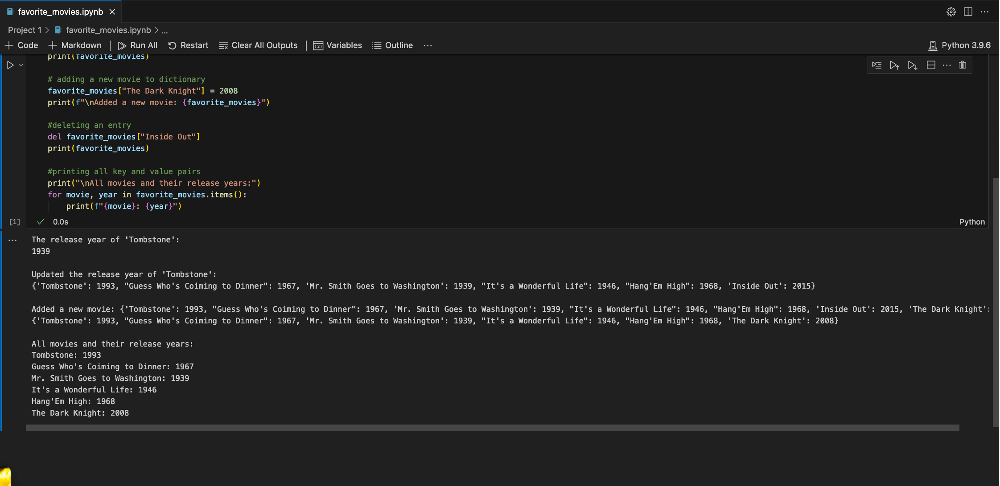 favorite_movies.ipynb
Project 1 > favorite_movies.ipynb > ...
Code Markdown Run All Restart Clear All Outputs Variables Outline ... Python 3.9.6
print(favorite_movies)
# adding a new movie to dictionary
favorite_movies["The Dark Knight"] = 2008
print(f"\nAdded a new movie: {favorite_movies}")
#deleting an entry
del favorite_movies["Inside Out"]
print(favorite_movies)
#printing all key and value pairs
print("\nAll movies and their release years:")
for movie, year in favorite_movies.items():
    print(f"{movie}: {year}")
[1] 0.0s Python
The release year of 'Tombstone':
1939
Updated the release year of 'Tombstone':
{'Tombstone': 1993, "Guess Who's Coiming to Dinner": 1967, 'Mr. Smith Goes to Washington': 1939, "It's a Wonderful Life": 1946, "Hang'Em High": 1968, 'Inside Out': 2015}
Added a new movie: {'Tombstone': 1993, "Guess Who's Coiming to Dinner": 1967, 'Mr. Smith Goes to Washington': 1939, "It's a Wonderful Life": 1946, "Hang'Em High": 1968, 'Inside Out': 2015, 'The Dark Knight':
{'Tombstone': 1993, "Guess Who's Coiming to Dinner": 1967, 'Mr. Smith Goes to Washington': 1939, "It's a Wonderful Life": 1946, "Hang'Em High": 1968, 'The Dark Knight': 2008}
All movies and their release years:
Tombstone: 1993
Guess Who's Coiming to Dinner: 1967
Mr. Smith Goes to Washington: 1939
It's a Wonderful Life: 1946
Hang'Em High: 1968
The Dark Knight: 2008